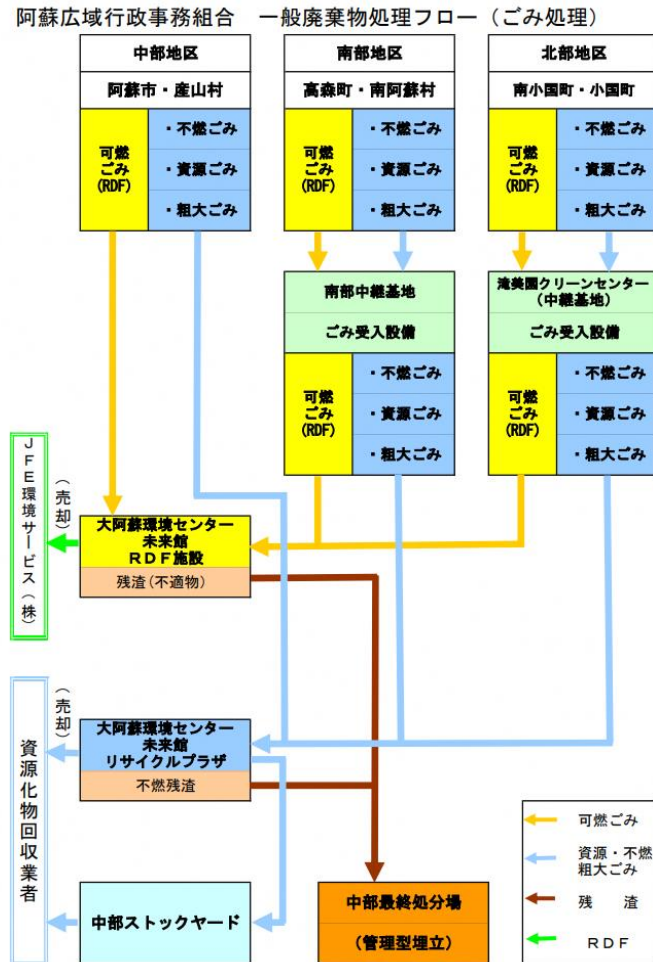 阿蘇広域行政事務組合　一般廃棄物処理フロー（ごみ処理）
中部地区
阿蘇市・産山村
可燃
ごみ
(RDF)
・不燃ごみ
・資源ごみ
・粗大ごみ
南部地区
高森町・南阿蘇村
可燃
ごみ
(RDF)
・不燃ごみ
・資源ごみ
・粗大ごみ
北部地区
南小国町・小国町
可燃
ごみ
(RDF)
・不燃ごみ
・資源ごみ
・粗大ごみ
南部中継基地
ごみ受入設備
可燃
ごみ
(RDF)
・不燃ごみ
・資源ごみ
・粗大ごみ
滝美園クリーンセンター
（中継基地）
ごみ受入設備
可燃
ごみ
(RDF)
・不燃ごみ
・資源ごみ
・粗大ごみ
JFE環境サービス（株）
（売却）
大阿蘇環境センター
未来館
ＲＤＦ施設
残渣（不適物）
資源化物回収業者
（売却）
大阿蘇環境センター
未来館
リサイクルプラザ
不燃残渣
中部ストックヤード
中部最終処分場
（管理型埋立）
可燃ごみ
資源・不燃
粗大ごみ
残　渣
ＲＤＦ